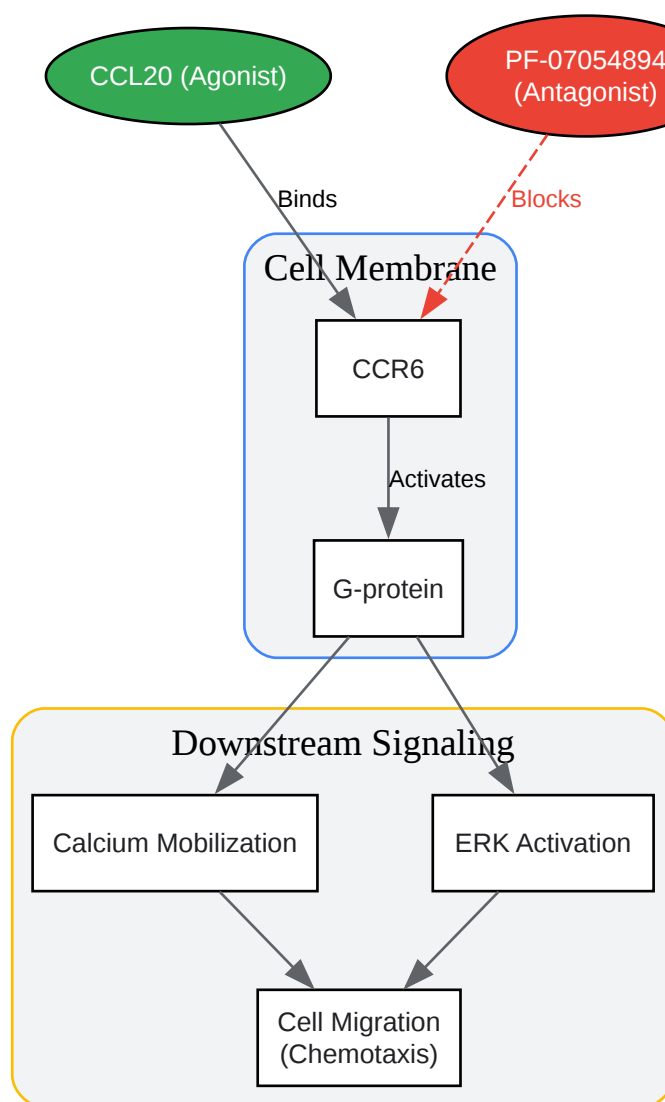 CCL20 (Agonist)
PF-07054894
(Antagonist)
Binds
Blocks
Cell Membrane
CCR6
Activates
G-protein
Downstream Signaling
Calcium Mobilization
ERK Activation
Cell Migration
(Chemotaxis)